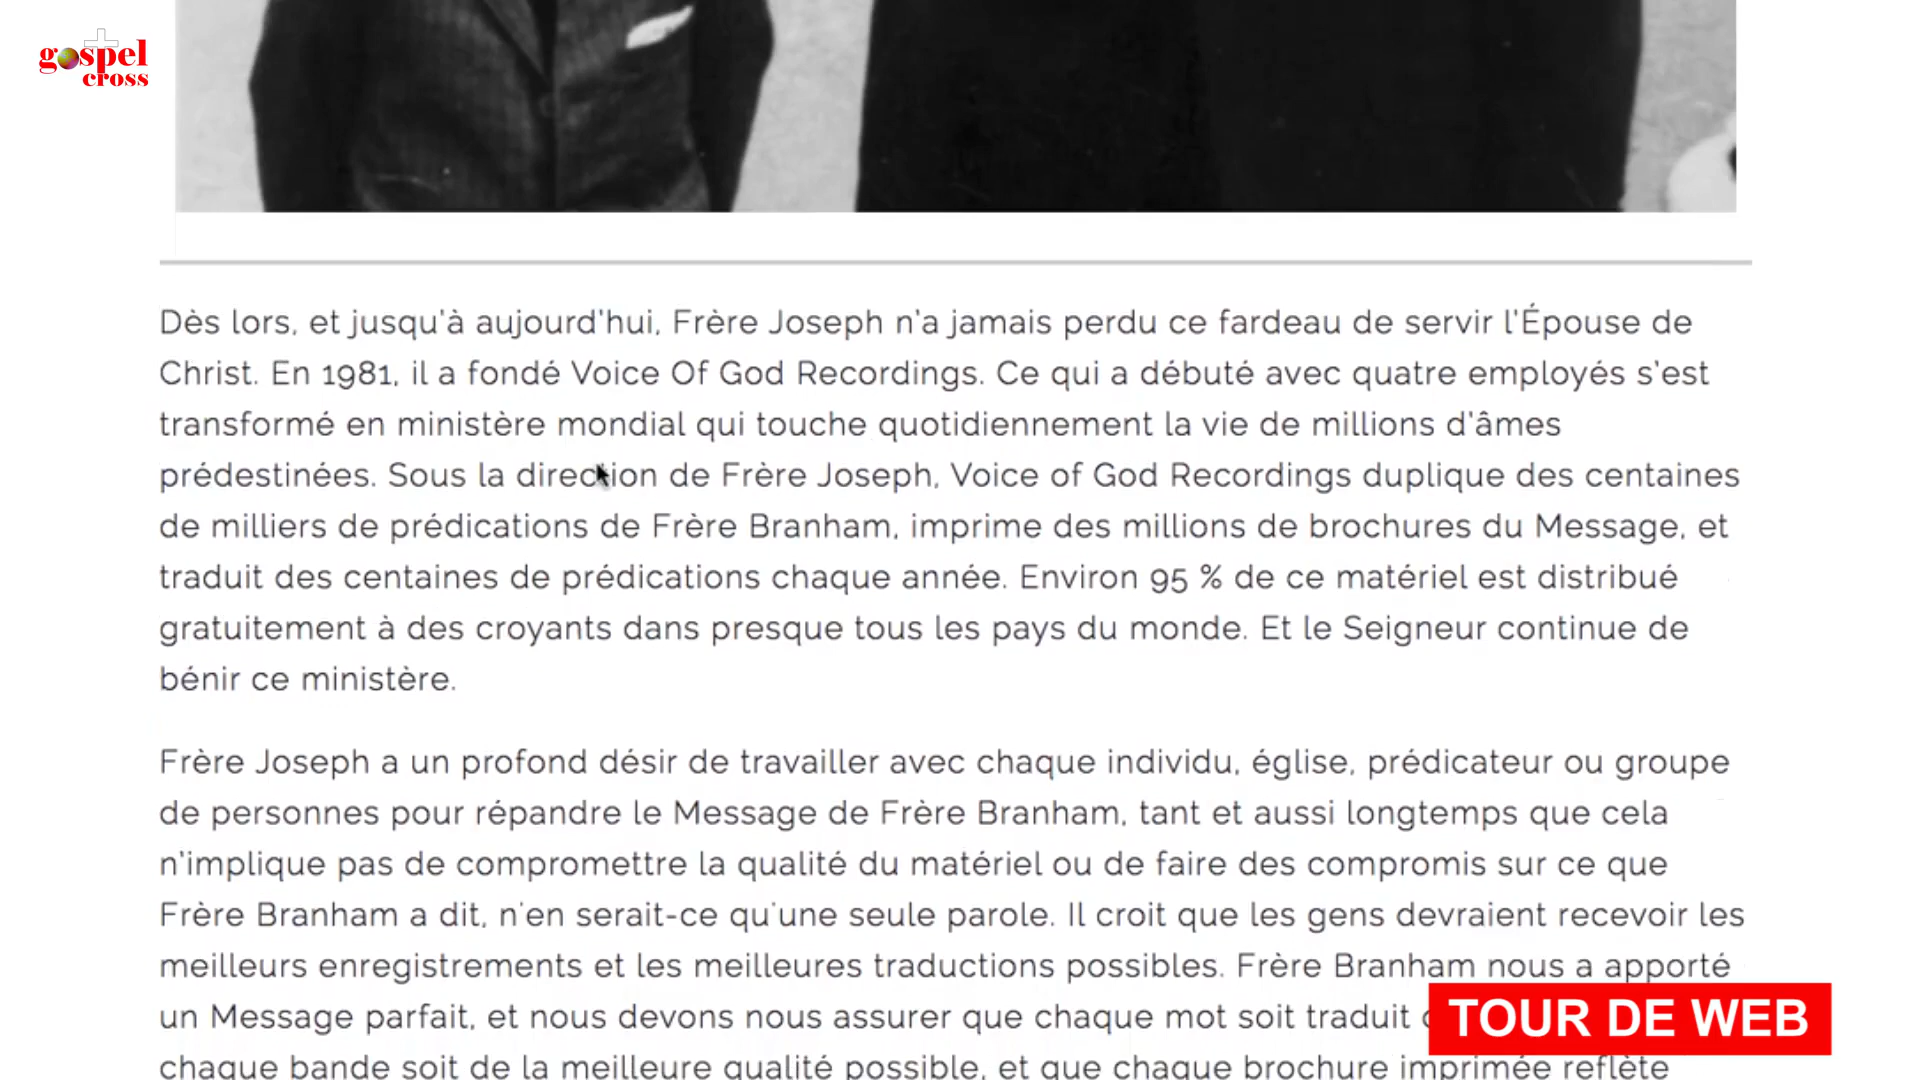 gospel
cross
Dès lors, et jusqu'à aujourd'hui, Frère Joseph n'a jamais perdu ce fardeau de servir l'Épouse de
Christ. En 1981, il a fondé Voice Of God Recordings. Ce qui a débuté avec quatre employés s'est
transformé en ministère mondial qui touche quotidiennement la vie de millions d'âmes
prédestinées. Sous la direction de Frère Joseph, Voice of God Recordings duplique des centaines
de milliers de prédications de Frère Branham, imprime des millions de brochures du Message, et
traduit des centaines de prédications chaque année. Environ 95 % de ce matériel est distribué
gratuitement à des croyants dans presque tous les pays du monde. Et le Seigneur continue de
bénir ce ministère.
Frère Joseph a un profond désir de travailler avec chaque individu, église, prédicateur ou groupe
de personnes pour répandre le Message de Frère Branham, tant et aussi longtemps que cela
n'implique pas de compromettre la qualité du matériel ou de faire des compromis sur ce que
Frère Branham a dit, n'en serait-ce qu'une seule parole. Il croit que les gens devraient recevoir les
meilleurs enregistrements et les meilleures traductions possibles. Frère Branham nous a apporté
un Message parfait, et nous devons nous assurer que chaque mot soit traduit
chaque bande soit de la meilleure qualité possible, et que chaque brochure imprimée reflète
TOUR DE WEB